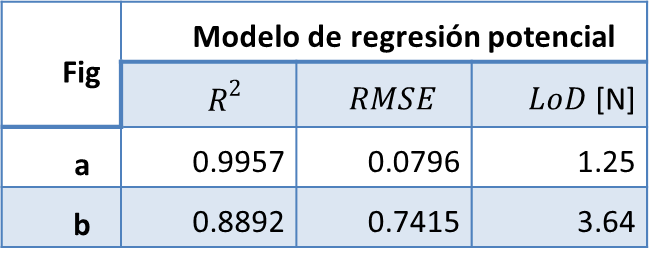 Modelo de regresión potencial
Fig
R² RMSE LoD [N]
a 0.9957 0.0796 1.25
b 0.8892 0.7415 3.64